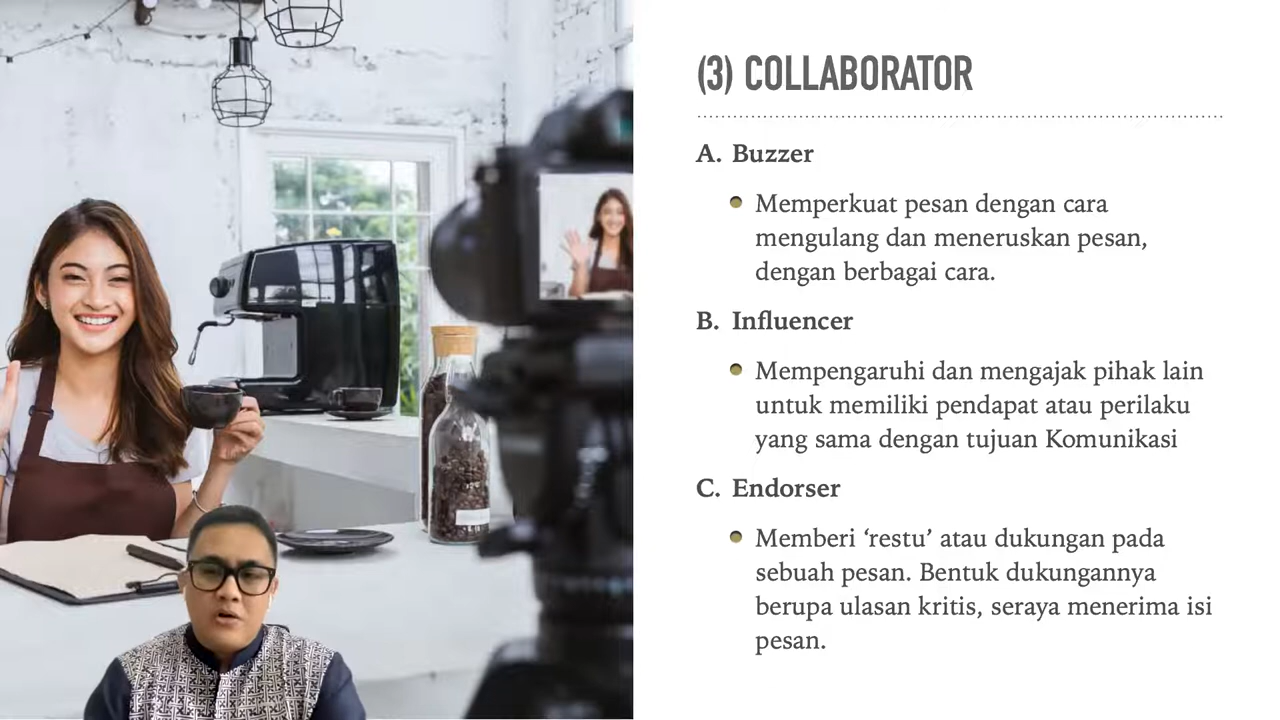 (3) COLLABORATOR
A. Buzzer
Memperkuat pesan dengan cara
mengulang dan meneruskan pesan,
dengan berbagai cara.
B. Influencer
Mempengaruhi dan mengajak pihak lain
untuk memiliki pendapat atau perilaku
yang sama dengan tujuan Komunikasi
C. Endorser
Memberi ‘restu’ atau dukungan pada
sebuah pesan. Bentuk dukungannya
berupa ulasan kritis, seraya menerima isi
pesan.